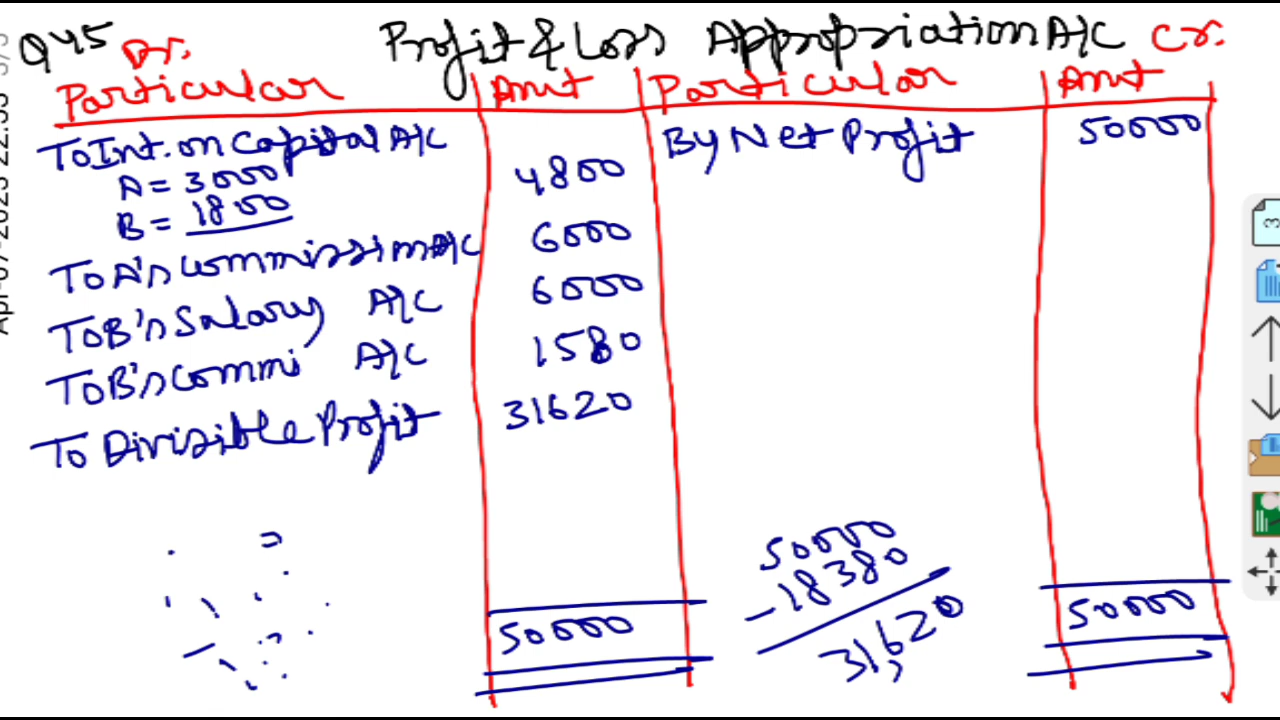 Q45 Dr. Profit & Loss Appropriation A/C Cr.
Particular Amt Particular Amt
To Int. on Capital A/C By Net Profit 50000
A = 3000 4800
B = 1800
To A's Commission A/C 6000
To B's Salary A/C 6000
To B's Commi A/C 1580
To Divisible Profit 31620
50000
-18380
31,620
50000 50000